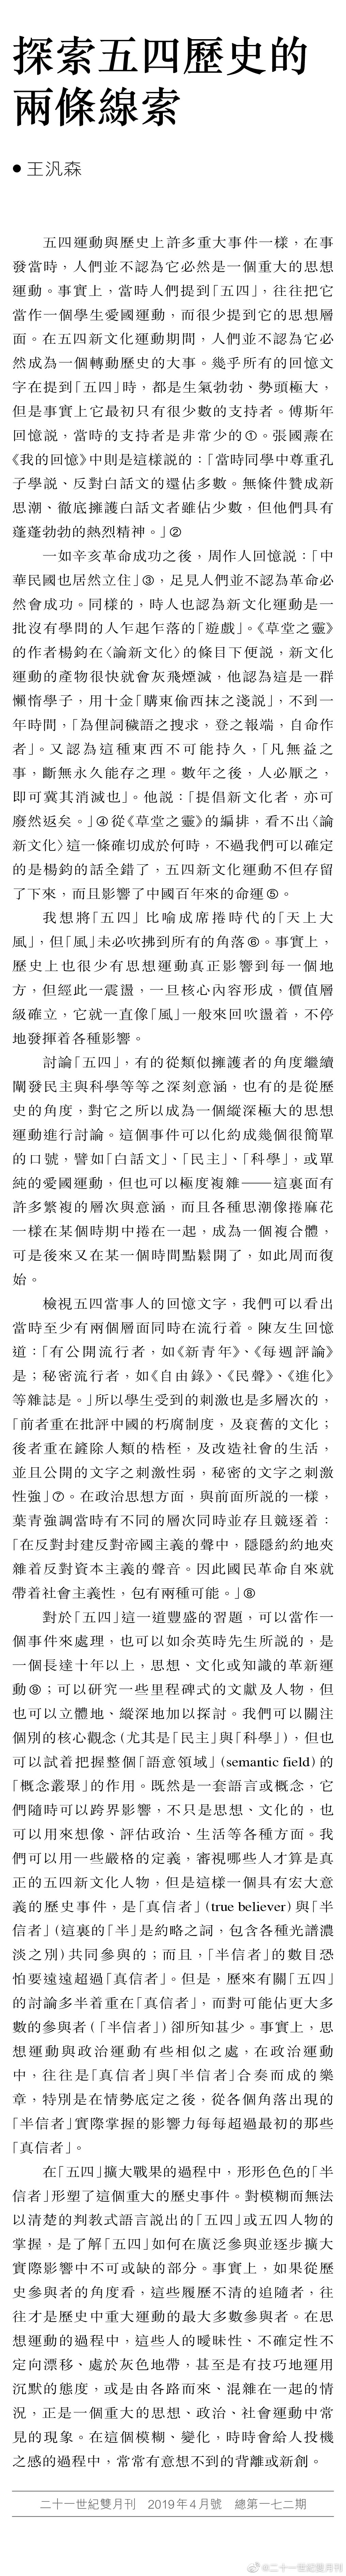 探索五四歷史的
兩條線索
● 王汎森
五四運動與歷史上許多重大事件一樣，在事
發當時，人們並不認為它必然是一個重大的思想
運動。事實上，當時人們提到「五四」，往往把它
當作一個學生愛國運動，而很少提到它的思想層
面。在五四新文化運動期間，人們並不認為它必
然成為一個轉動歷史的大事。幾乎所有的回憶文
字在提到「五四」時，都是生氣勃勃、勢頭極大，
但是事實上它最初只有很少數的支持者。傅斯年
回憶說，當時的支持者是非常少的①。張國燾在
《我的回憶》中則是這樣說的：「當時同學中尊重孔
子學說、反對白話文的還佔多數。無條件贊成新
思潮、徹底擁護白話文者雖佔少數，但他們具有
蓬蓬勃勃的熱烈精神。」②
一如辛亥革命成功之後，周作人回憶說：「中
華民國也居然立住」③，足見人們並不認為革命必
然會成功。同樣的，時人也認為新文化運動是一
批沒有學問的人乍起乍落的「遊戲」。《草堂之靈》
的作者楊鈞在〈論新文化〉的條目下便說，新文化
運動的產物很快就會灰飛煙滅，他認為這是一群
懶惰學子，用十金「購東偷西抹之淺說」，不到一
年時間，「為俚詞穢語之搜求，登之報端，自命作
者」。又認為這種東西不可能持久，「凡無益之
事，斷無永久能存之理。數年之後，人必厭之，
即可冀其消滅也」。他說：「提倡新文化者，亦可
廢然返矣。」④從《草堂之靈》的編排，看不出〈論
新文化〉這一條確切成於何時，不過我們可以確定
的是楊鈞的話全錯了，五四新文化運動不但存留
了下來，而且影響了中國百年來的命運⑤。
我想將「五四」比喻成席捲時代的「天上大
風」，但「風」未必吹拂到所有的角落⑥。事實上，
歷史上也很少有思想運動真正影響到每一個地
方，但經此一震盪，一旦核心內容形成，價值層
級確立，它就一直像「風」一般來回吹盪着，不停
地發揮着各種影響。
討論「五四」，有的從類似擁護者的角度繼續
闡發民主與科學等等之深刻意涵，也有的是從歷
史的角度，對它之所以成為一個縱深極大的思想
運動進行討論。這個事件可以化約成幾個很簡單
的口號，譬如「白話文」、「民主」、「科學」，或單
純的愛國運動，但也可以極度複雜——這裏面有
許多繁複的層次與意涵，而且各種思潮像捲麻花
一樣在某個時期中捲在一起，成為一個複合體，
可是後來又在某一個時間點鬆開了，如此周而復
始。
檢視五四當事人的回憶文字，我們可以看出
當時至少有兩個層面同時在流行着。陳友生回憶
道：「有公開流行者，如《新青年》、《每週評論》
是；秘密流行者，如《自由錄》、《民聲》、《進化》
等雜誌是。」所以學生受到的刺激也是多層次的，
「前者重在批評中國的朽腐制度，及衰舊的文化；
後者重在鏟除人類的桎梏，及改造社會的生活，
並且公開的文字之刺激性弱，秘密的文字之刺激
性強」⑦。在政治思想方面，與前面所說的一樣，
葉青強調當時有不同的層次同時並存且競逐着：
「在反對封建反對帝國主義的聲中，隱隱約約地夾
雜着反對資本主義的聲音。因此國民革命自來就
帶着社會主義性，包有兩種可能。」⑧
對於「五四」這一道豐盛的習題，可以當作一
個事件來處理，也可以如余英時先生所說的，是
一個長達十年以上，思想、文化或知識的革新運
動⑨；可以研究一些里程碑式的文獻及人物，但
也可以立體地、縱深地加以探討。我們可以關注
個別的核心觀念（尤其是「民主」與「科學」），但也
可以試着把握整個「語意領域」（semantic field）的
「概念叢聚」的作用。既然是一套語言或概念，它
們隨時可以跨界影響，不只是思想、文化的，也
可以用來想像、評估政治、生活等各種方面。我
們可以用一些嚴格的定義，審視哪些人才算是真
正的五四新文化人物，但是這樣一個具有宏大意
義的歷史事件，是「真信者」（true believer）與「半
信者」（這裏的「半」是約略之詞，包含各種光譜濃
淡之別）共同參與的；而且，「半信者」的數目恐
怕要遠遠超過「真信者」。但是，歷來有關「五四」
的討論多半着重在「真信者」，而對可能佔更大多
數的參與者（「半信者」）卻所知甚少。事實上，思
想運動與政治運動有些相似之處，在政治運動
中，往往是「真信者」與「半信者」合奏而成的樂
章，特別是在情勢底定之後，從各個角落出現的
「半信者」實際掌握的影響力每每超過最初的那些
「真信者」。
在「五四」擴大戰果的過程中，形形色色的「半
信者」形塑了這個重大的歷史事件。對模糊而無法
以清楚的判教式語言說出的「五四」或五四人物的
掌握，是了解「五四」如何在廣泛參與並逐步擴大
實際影響中不可或缺的部分。事實上，如果從歷
史參與者的角度看，這些履歷不清的追隨者，往
往才是歷史中重大運動的最大多數參與者。在思
想運動的過程中，這些人的曖昧性、不確定性不
定向漂移、處於灰色地帶，甚至是有技巧地運用
沉默的態度，或是由各路而來、混雜在一起的情
況，正是一個重大的思想、政治、社會運動中常
見的現象。在這個模糊、變化，時時會給人投機
之感的過程中，常常有意想不到的背離或新創。
二十一世紀雙月刊 2019年4月號 總第一七二期
@二十一世紀雙月刊